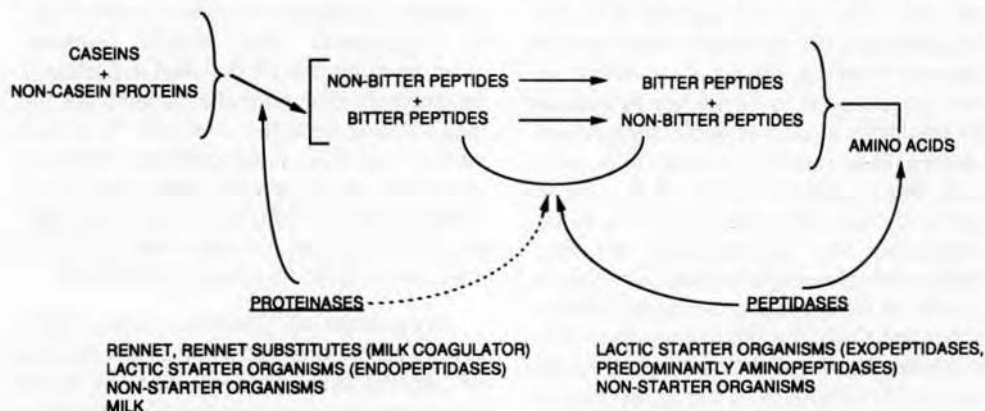 CASEINS
+
NON-CASEIN PROTEINS
NON-BITTER PEPTIDES
+
BITTER PEPTIDES
BITTER PEPTIDES
+
NON-BITTER PEPTIDES
AMINO ACIDS
PROTEINASES
RENNET, RENNET SUBSTITUTES (MILK COAGULATOR)
LACTIC STARTER ORGANISMS (ENDOPEPTIDASES)
NON-STARTER ORGANISMS
MILK
PEPTIDASES
LACTIC STARTER ORGANISMS (EXOPEPTIDASES,
PREDOMINANTLY AMINOPEPTIDASES)
NON-STARTER ORGANISMS